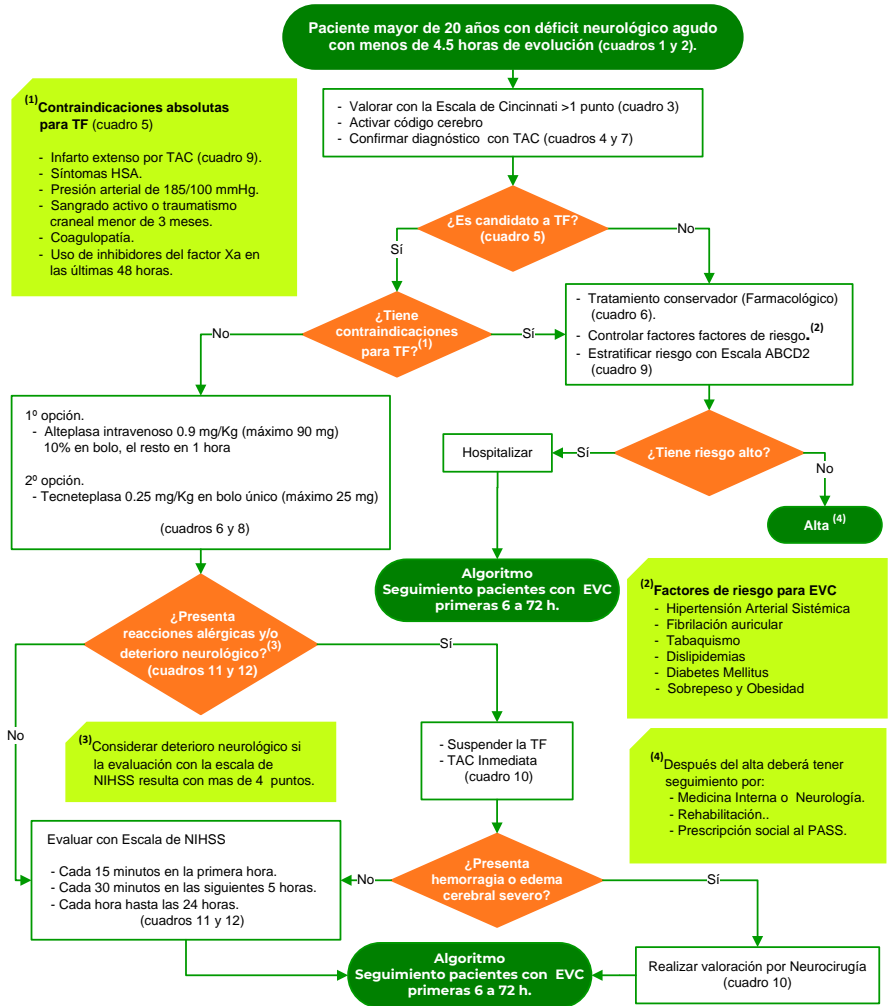 Paciente mayor de 20 años con déficit neurológico agudo
con menos de 4.5 horas de evolución (cuadros 1 y 2).
(1)Contraindicaciones absolutas
para TF (cuadro 5)
- Infarto extenso por TAC (cuadro 9).
- Síntomas HSA.
- Presión arterial de 185/100 mmHg.
- Sangrado activo o traumatismo
craneal menor de 3 meses.
- Coagulopatía.
- Uso de inhibidores del factor Xa en
las últimas 48 horas.
- Valorar con la Escala de Cincinnati >1 punto (cuadro 3)
- Activar código cerebro
- Confirmar diagnóstico con TAC (cuadros 4 y 7)
¿Es candidato a TF?
(cuadro 5)
Sí
No
¿Tiene
contraindicaciones
para TF?(1)
No
Sí
- Tratamiento conservador (Farmacológico)
(cuadro 6).
- Controlar factores factores de riesgo.(2)
- Estratificar riesgo con Escala ABCD2
(cuadro 9)
1º opción.
- Alteplasa intravenoso 0.9 mg/Kg (máximo 90 mg)
10% en bolo, el resto en 1 hora
2º opción.
- Tecneteplasa 0.25 mg/Kg en bolo único (máximo 25 mg)
(cuadros 6 y 8)
¿Tiene riesgo alto?
Sí
No
Hospitalizar
Alta (4)
Algoritmo
Seguimiento pacientes con EVC
primeras 6 a 72 h.
(2)Factores de riesgo para EVC
- Hipertensión Arterial Sistémica
- Fibrilación auricular
- Tabaquismo
- Dislipidemias
- Diabetes Mellitus
- Sobrepeso y Obesidad
¿Presenta
reacciones alérgicas y/o
deterioro neurológico?(3)
(cuadros 11 y 12)
Sí
No
(3)Considerar deterioro neurológico si
la evaluación con la escala de
NIHSS resulta con mas de 4 puntos.
- Suspender la TF
- TAC Inmediata
(cuadro 10)
(4)Después del alta deberá tener
seguimiento por:
- Medicina Interna o Neurología.
- Rehabilitación..
- Prescripción social al PASS.
Evaluar con Escala de NIHSS
- Cada 15 minutos en la primera hora.
- Cada 30 minutos en las siguientes 5 horas.
- Cada hora hasta las 24 horas.
(cuadros 11 y 12)
¿Presenta
hemorragia o edema
cerebral severo?
No
Sí
Algoritmo
Seguimiento pacientes con EVC
primeras 6 a 72 h.
Realizar valoración por Neurocirugía
(cuadro 10)